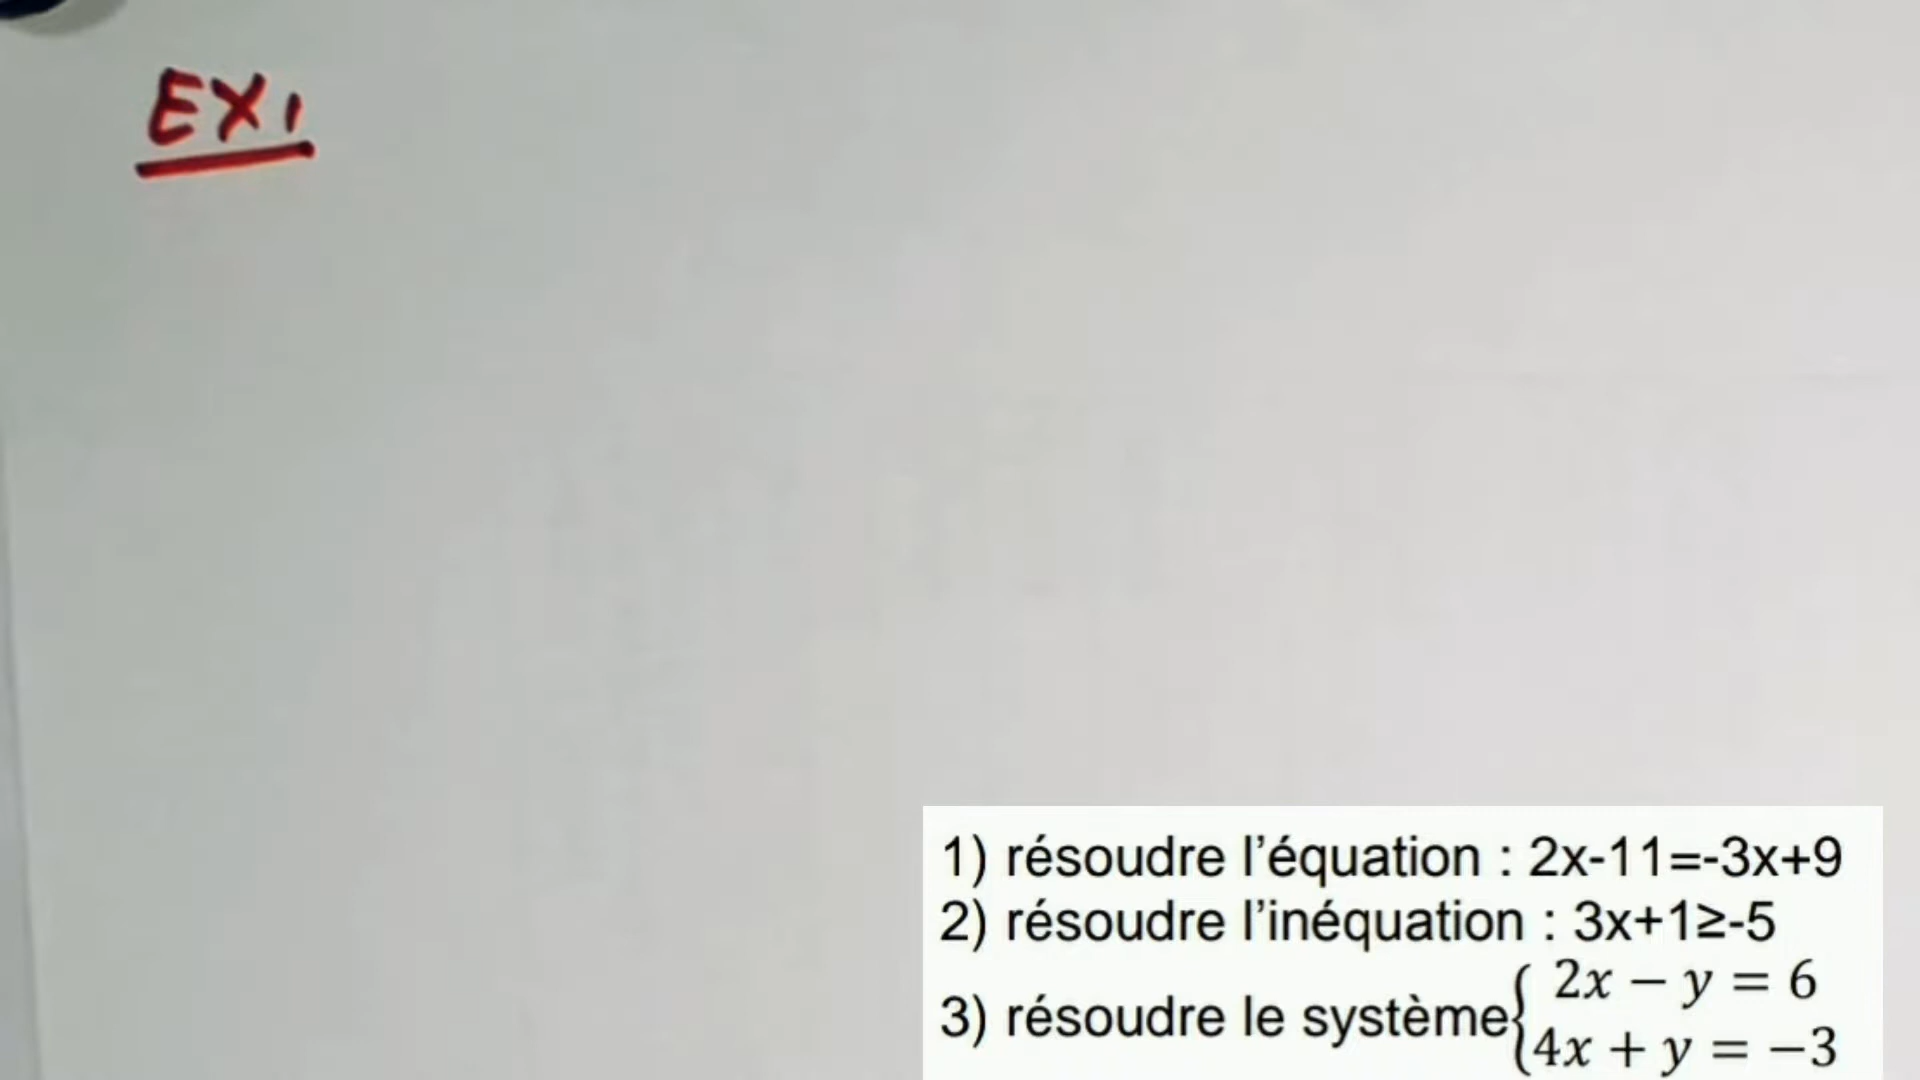 EX1
1) résoudre l’équation : 2x-11=-3x+9
2) résoudre l’inéquation : 3x+1≥-5
3) résoudre le système{ 2x − y = 6
4x + y = −3